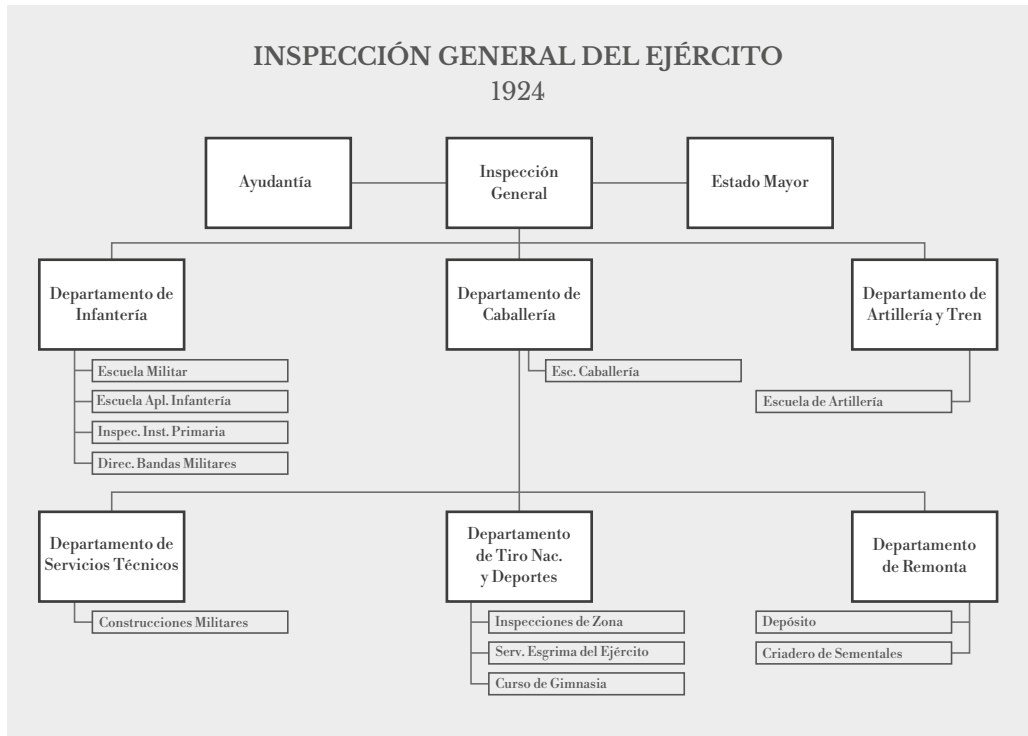 INSPECCIÓN GENERAL DEL EJÉRCITO
1924
Ayudantía
Inspección
General
Estado Mayor
Departamento de
Infantería
Departamento de
Caballería
Departamento de
Artillería y Tren
Escuela Militar
Escuela Apl. Infantería
Inspec. Inst. Primaria
Direc. Bandas Militares
Esc. Caballería
Escuela de Artillería
Departamento de
Servicios Técnicos
Departamento
de Tiro Nac.
y Deportes
Departamento
de Remonta
Construcciones Militares
Inspecciones de Zona
Serv. Esgrima del Ejército
Curso de Gimnasia
Depósito
Criadero de Sementales